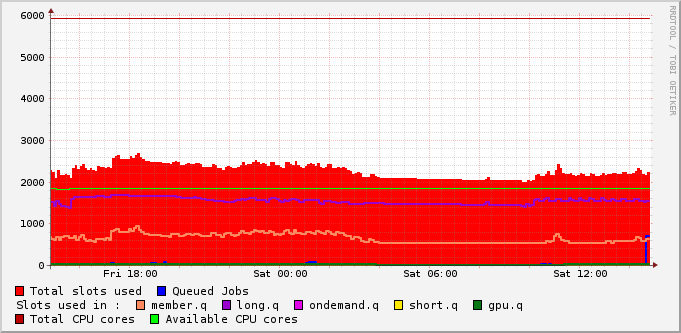 6000
5000
4000
3000
2000
1000
0
Fri 18:00 Sat 00:00 Sat 06:00 Sat 12:00
RRDTOOL / TOBI OETIKER
Total slots used Queued Jobs
Slots used in : member.q long.q ondemand.q short.q gpu.q
Total CPU cores Available CPU cores